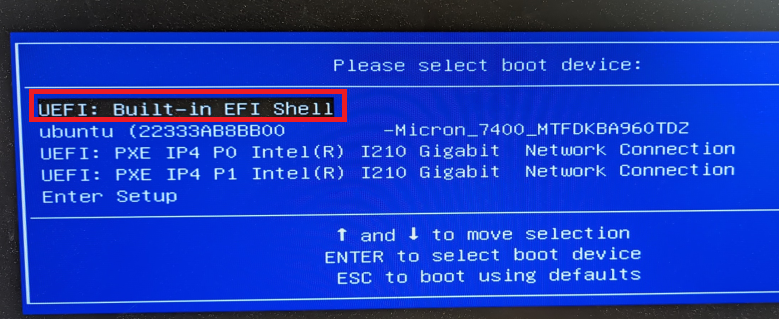 Please select boot device:
UEFI: Built-in EFI Shell
ubuntu (22333AB8BB00 -Micron_7400_MTFDKBA960TDZ
UEFI: PXE IP4 P0 Intel(R) I210 Gigabit Network Connection
UEFI: PXE IP4 P1 Intel(R) I210 Gigabit Network Connection
Enter Setup
↑ and ↓ to move selection
ENTER to select boot device
ESC to boot using defaults